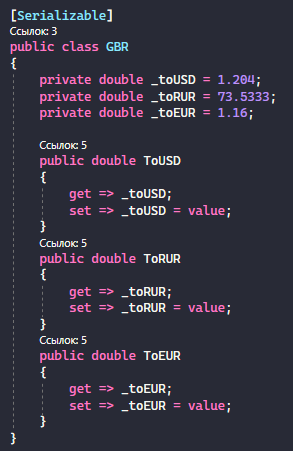 [Serializable]
Ссылок: 3
public class GBR
{
    private double _toUSD = 1.204;
    private double _toRUR = 73.5333;
    private double _toEUR = 1.16;

    Ссылок: 5
    public double ToUSD
    {
        get => _toUSD;
        set => _toUSD = value;
    }
    Ссылок: 5
    public double ToRUR
    {
        get => _toRUR;
        set => _toRUR = value;
    }
    Ссылок: 5
    public double ToEUR
    {
        get => _toEUR;
        set => _toEUR = value;
    }
}